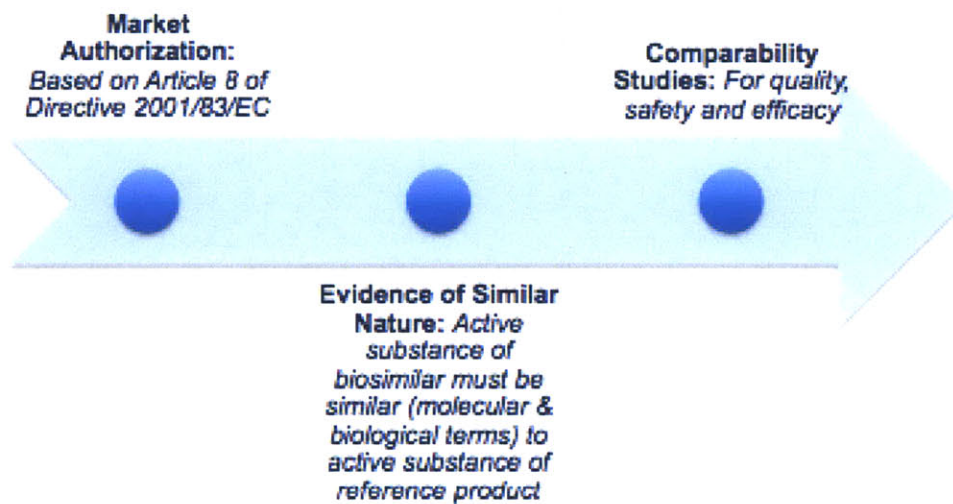 Market
Authorization:
Based on Article 8 of
Directive 2001/83/EC
Comparability
Studies: For quality,
safety and efficacy
Evidence of Similar
Nature: Active
substance of
biosimilar must be
similar (molecular &
biological terms) to
active substance of
reference product